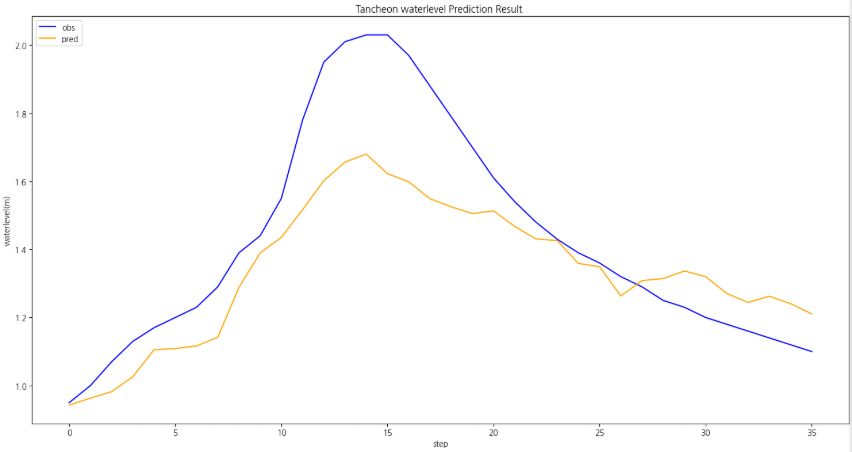 Tancheon waterlevel Prediction Result
obs
pred
waterlevel(m)
2.0
1.8
1.6
1.4
1.2
1.0
0 5 10 15 20 25 30 35
step